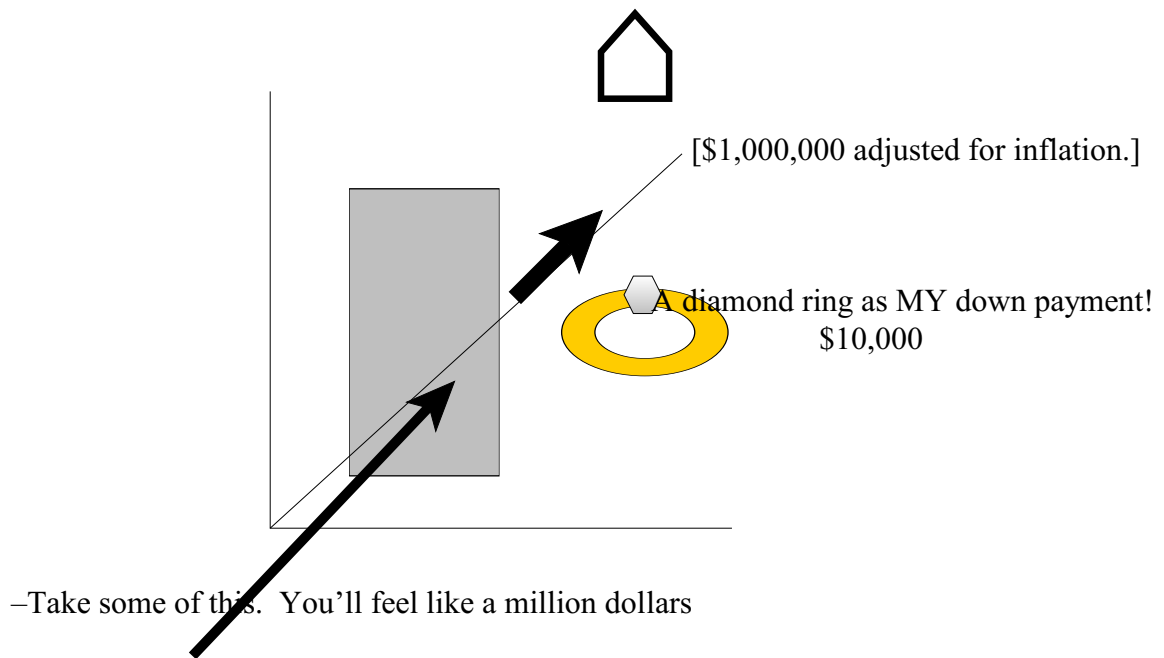 [$1,000,000 adjusted for inflation.]
A diamond ring as MY down payment!
$10,000
–Take some of this.  You’ll feel like a million dollars